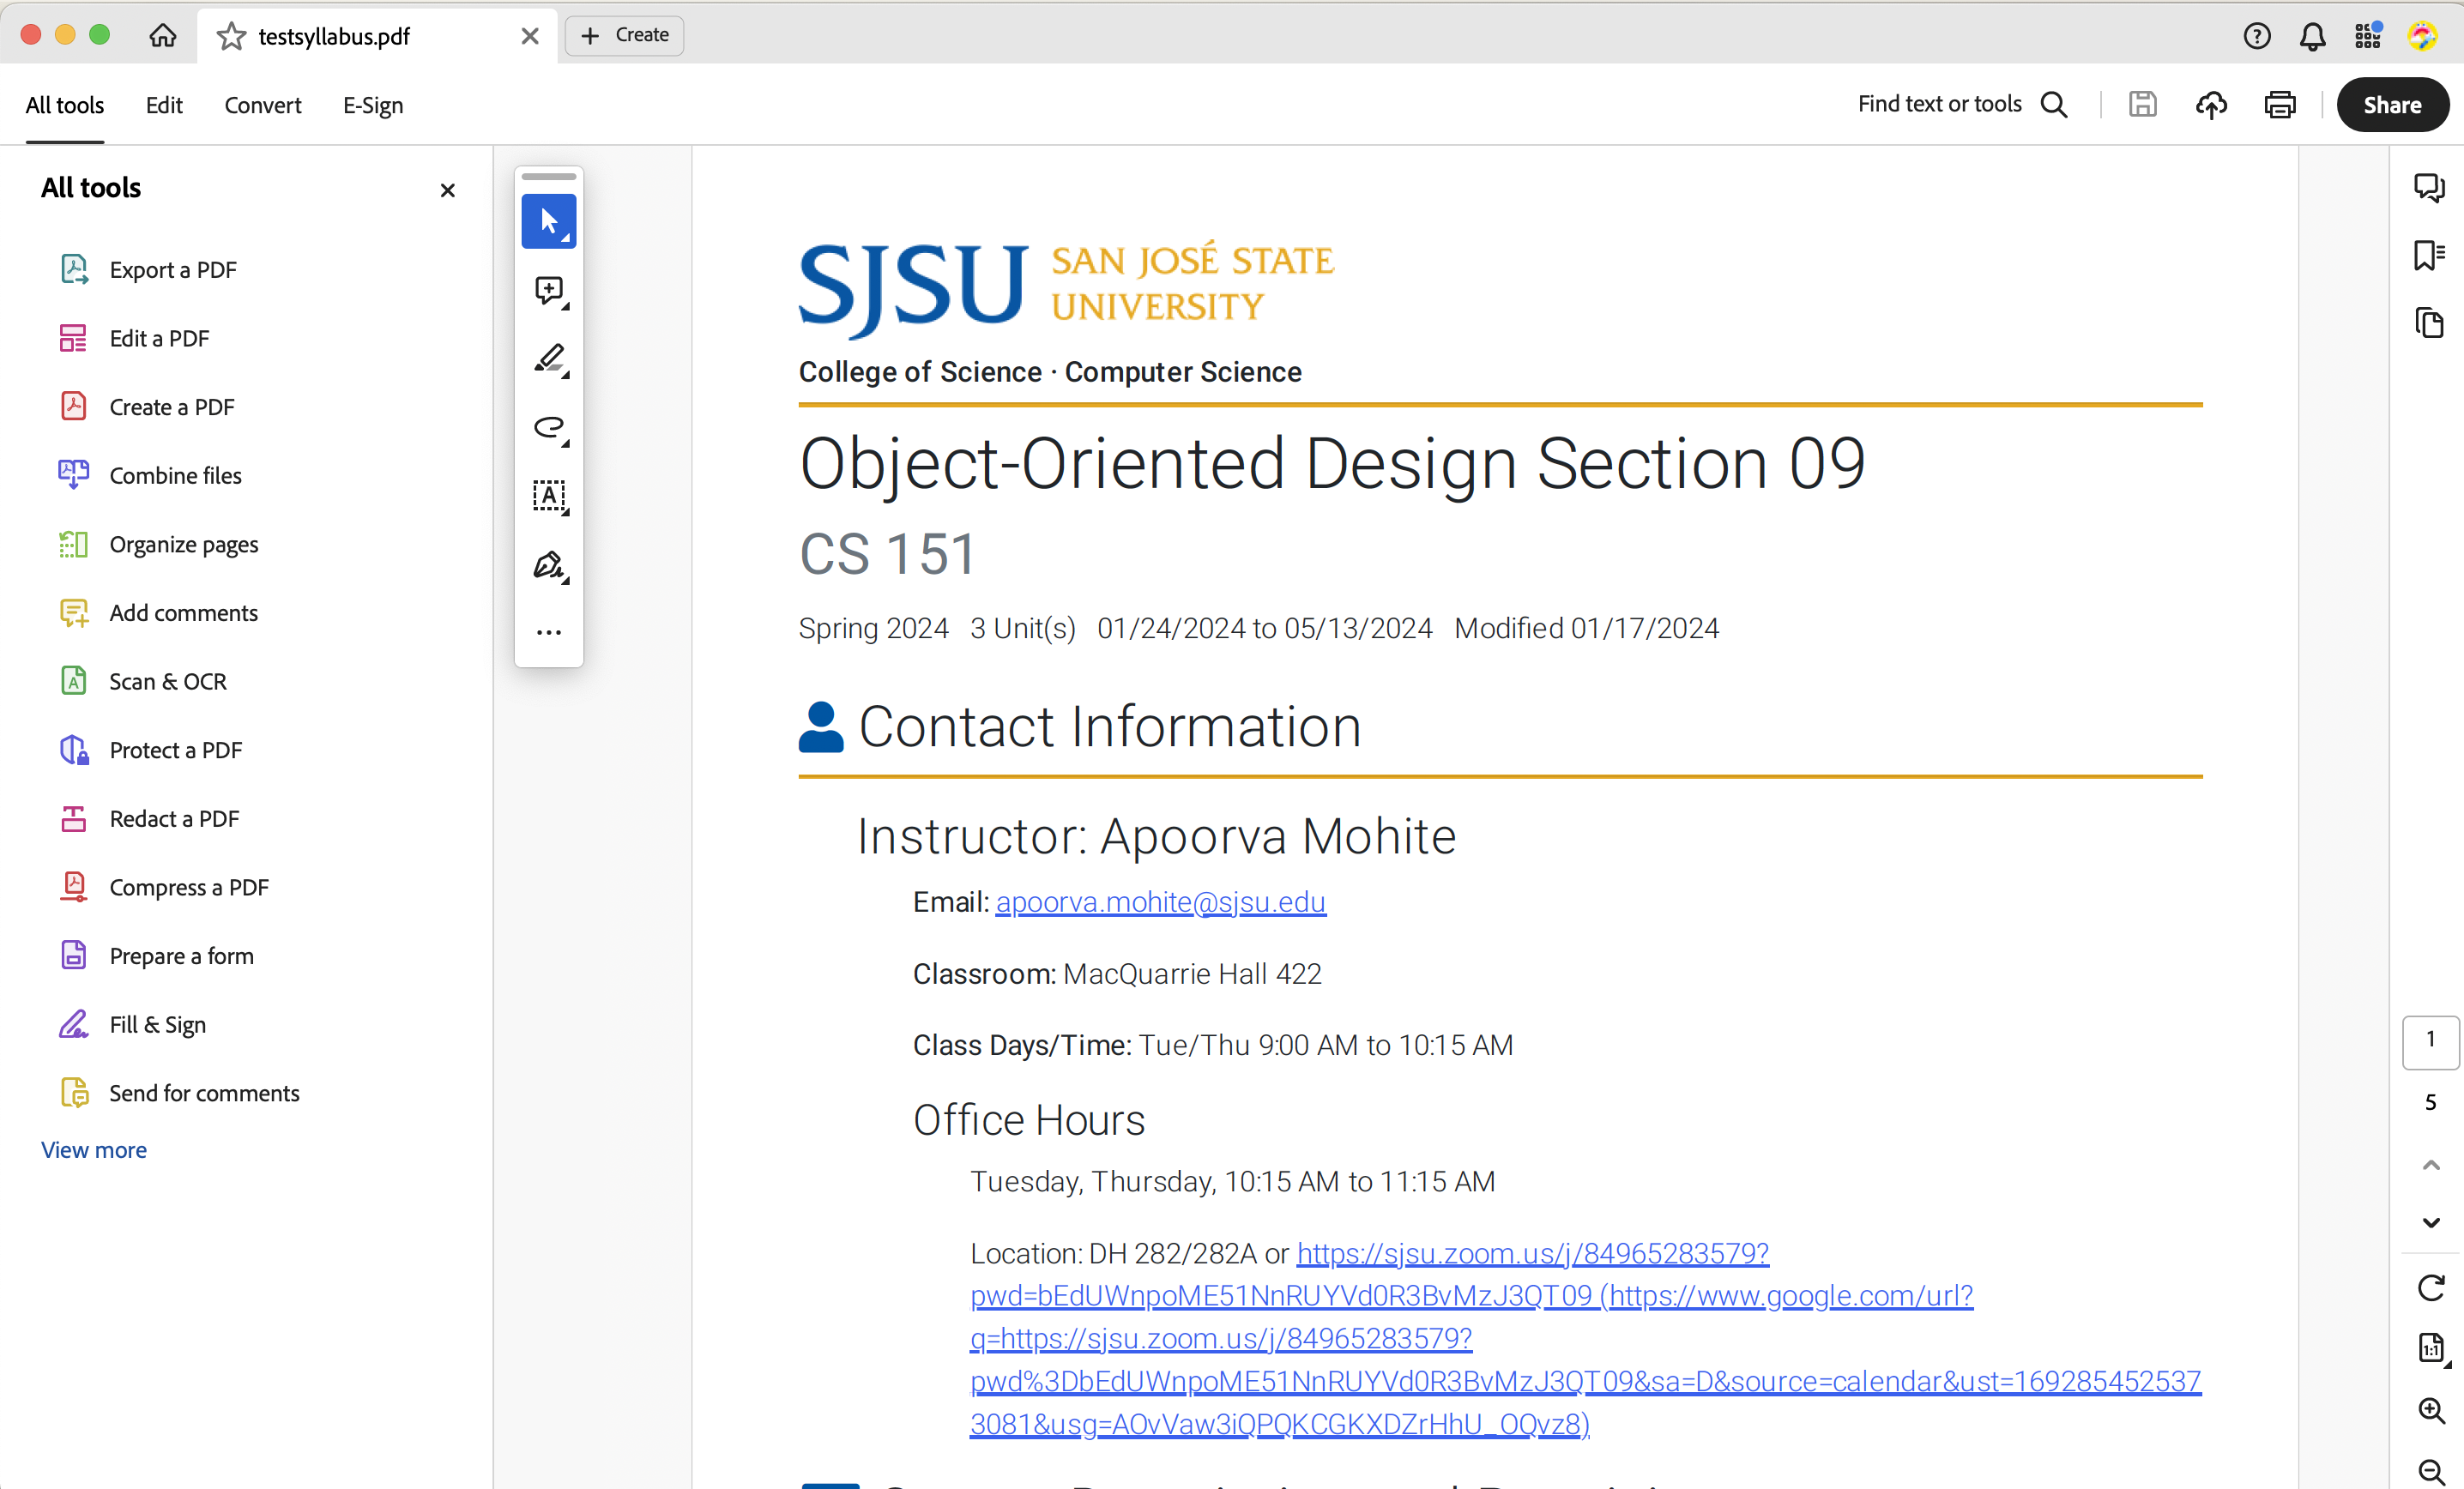 testsyllabus.pdf
Create
All tools
Edit
Convert
E-Sign
Find text or tools
Share
All tools
Export a PDF
Edit a PDF
Create a PDF
Combine files
Organize pages
Add comments
Scan & OCR
Protect a PDF
Redact a PDF
Compress a PDF
Prepare a form
Fill & Sign
Send for comments
View more
SJSU SAN JOSÉ STATE
UNIVERSITY
College of Science · Computer Science
Object-Oriented Design Section 09
CS 151
Spring 2024 3 Unit(s) 01/24/2024 to 05/13/2024 Modified 01/17/2024
Contact Information
Instructor: Apoorva Mohite
Email: apoorva.mohite@sjsu.edu
Classroom: MacQuarrie Hall 422
Class Days/Time: Tue/Thu 9:00 AM to 10:15 AM
Office Hours
Tuesday, Thursday, 10:15 AM to 11:15 AM
Location: DH 282/282A or https://sjsu.zoom.us/j/84965283579?
pwd=bEdUWnpoME51NnRUYVd0R3BvMzJ3QT09 (https://www.google.com/url?
q=https://sjsu.zoom.us/j/84965283579?
pwd%3DbEdUWnpoME51NnRUYVd0R3BvMzJ3QT09&sa=D&source=calendar&ust=169285452537
3081&usg=AOvVaw3iQPQKCGKXDZrHhU_OQvz8)
1
5
1:1